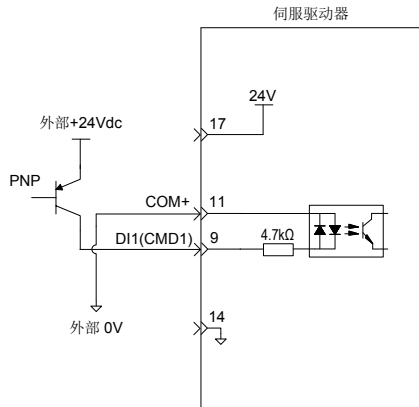 伺服驱动器
24V
17
外部+24Vdc
PNP
COM+
11
DI1(CMD1)
9
4.7kΩ
外部 0V
14